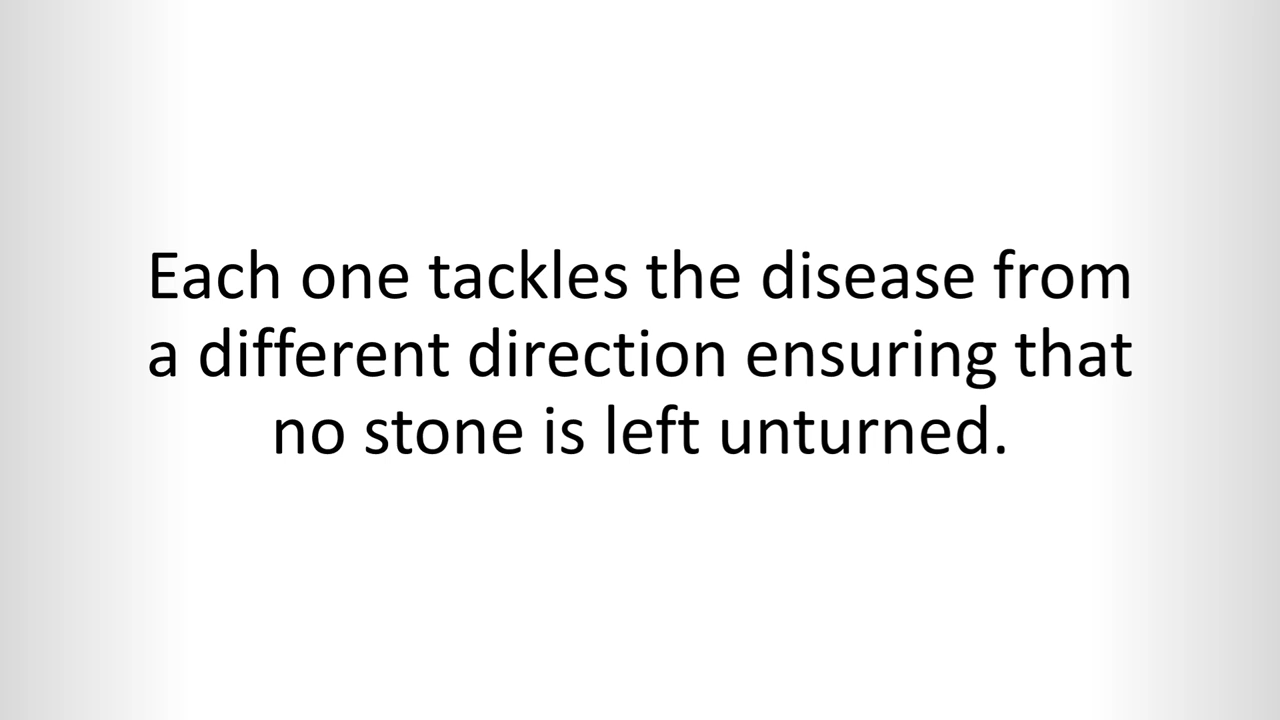 Each one tackles the disease from
a different direction ensuring that
no stone is left unturned.